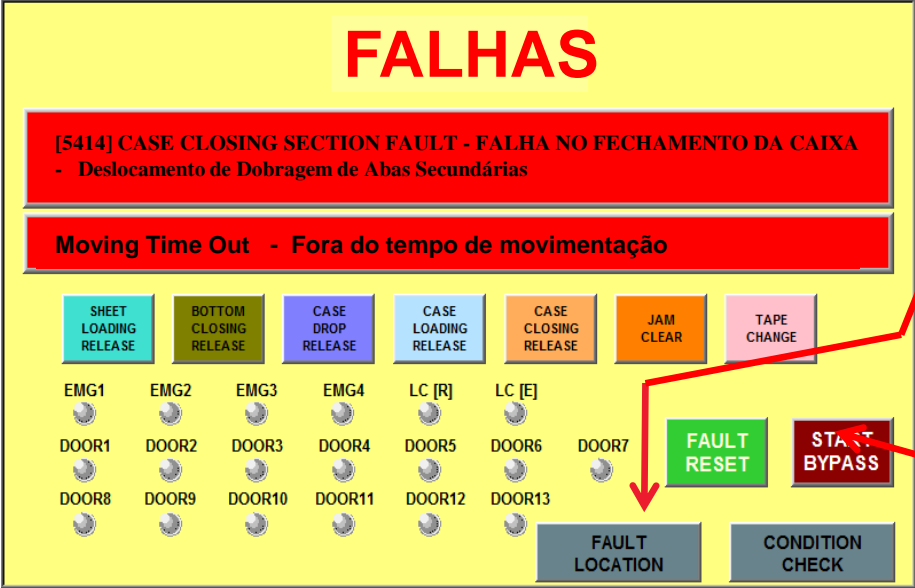 FALHAS
[5414] CASE CLOSING SECTION FAULT - FALHA NO FECHAMENTO DA CAIXA
- Deslocamento de Dobragem de Abas Secundárias
Moving Time Out - Fora do tempo de movimentação
SHEET
LOADING
RELEASE
BOTTOM
CLOSING
RELEASE
CASE
DROP
RELEASE
CASE
LOADING
RELEASE
CASE
CLOSING
RELEASE
JAM
CLEAR
TAPE
CHANGE
EMG1 EMG2 EMG3 EMG4 LC [R] LC [E]
DOOR1 DOOR2 DOOR3 DOOR4 DOOR5 DOOR6 DOOR7
DOOR8 DOOR9 DOOR10 DOOR11 DOOR12 DOOR13
FAULT
RESET
START
BYPASS
FAULT
LOCATION
CONDITION
CHECK